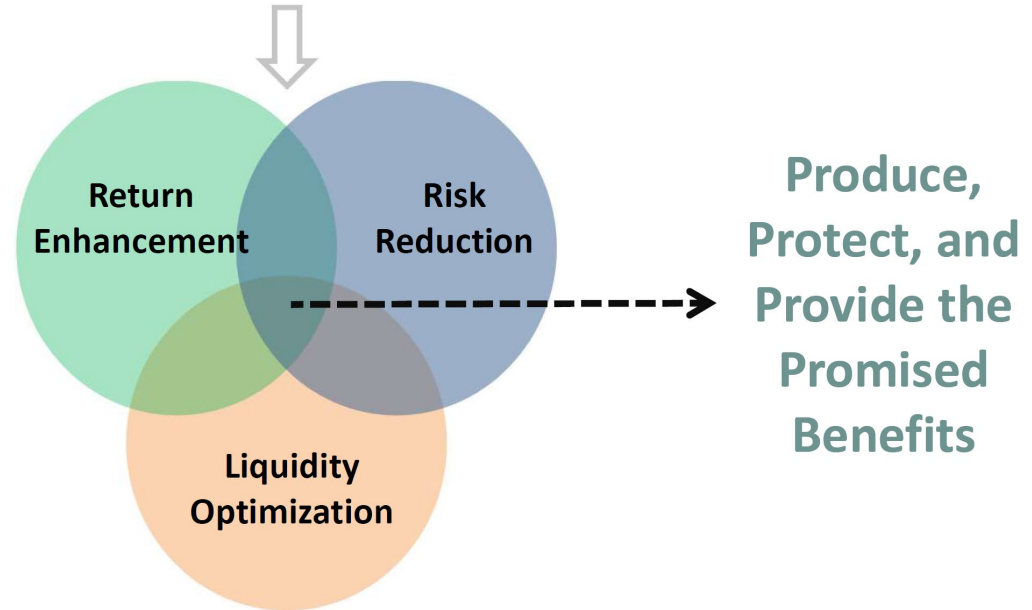 Return
Enhancement
Risk
Reduction
Liquidity
Optimization
Produce,
Protect, and
Provide the
Promised
Benefits